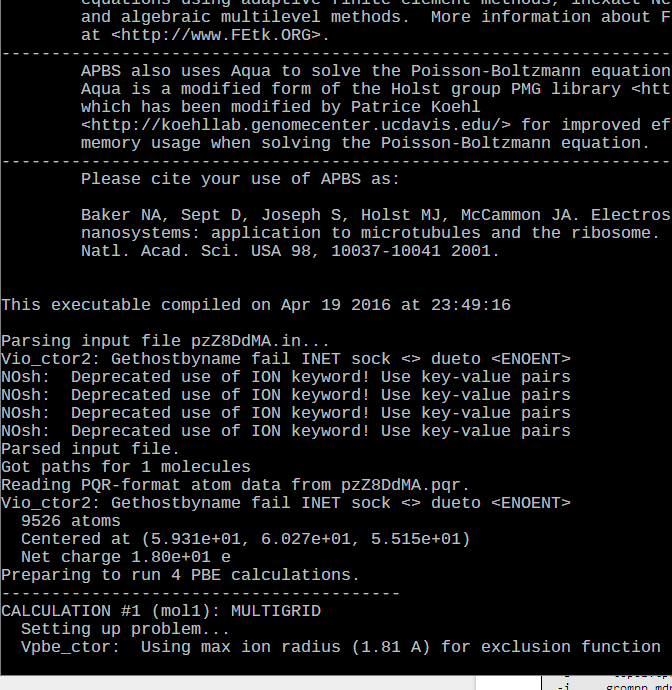 equations using adaptive finite element methods, inexact Ne
and algebraic multilevel methods.  More information about F
at <http://www.FEtk.ORG>.
-------------------------------------------------------------------
APBS also uses Aqua to solve the Poisson-Boltzmann equation
Aqua is a modified form of the Holst group PMG library <htt
which has been modified by Patrice Koehl
<http://koehllab.genomecenter.ucdavis.edu/> for improved ef
memory usage when solving the Poisson-Boltzmann equation.
-------------------------------------------------------------------
Please cite your use of APBS as:
Baker NA, Sept D, Joseph S, Holst MJ, McCammon JA. Electros
nanosystems: application to microtubules and the ribosome.
Natl. Acad. Sci. USA 98, 10037-10041 2001.
This executable compiled on Apr 19 2016 at 23:49:16
Parsing input file pzZ8DdMA.in...
Vio_ctor2: Gethostbyname fail INET sock <> dueto <ENOENT>
NOsh:  Deprecated use of ION keyword! Use key-value pairs
NOsh:  Deprecated use of ION keyword! Use key-value pairs
NOsh:  Deprecated use of ION keyword! Use key-value pairs
NOsh:  Deprecated use of ION keyword! Use key-value pairs
Parsed input file.
Got paths for 1 molecules
Reading PQR-format atom data from pzZ8DdMA.pqr.
Vio_ctor2: Gethostbyname fail INET sock <> dueto <ENOENT>
9526 atoms
Centered at (5.931e+01, 6.027e+01, 5.515e+01)
Net charge 1.80e+01 e
Preparing to run 4 PBE calculations.
----------------------------------------
CALCULATION #1 (mol1): MULTIGRID
Setting up problem...
Vpbe_ctor:  Using max ion radius (1.81 A) for exclusion function